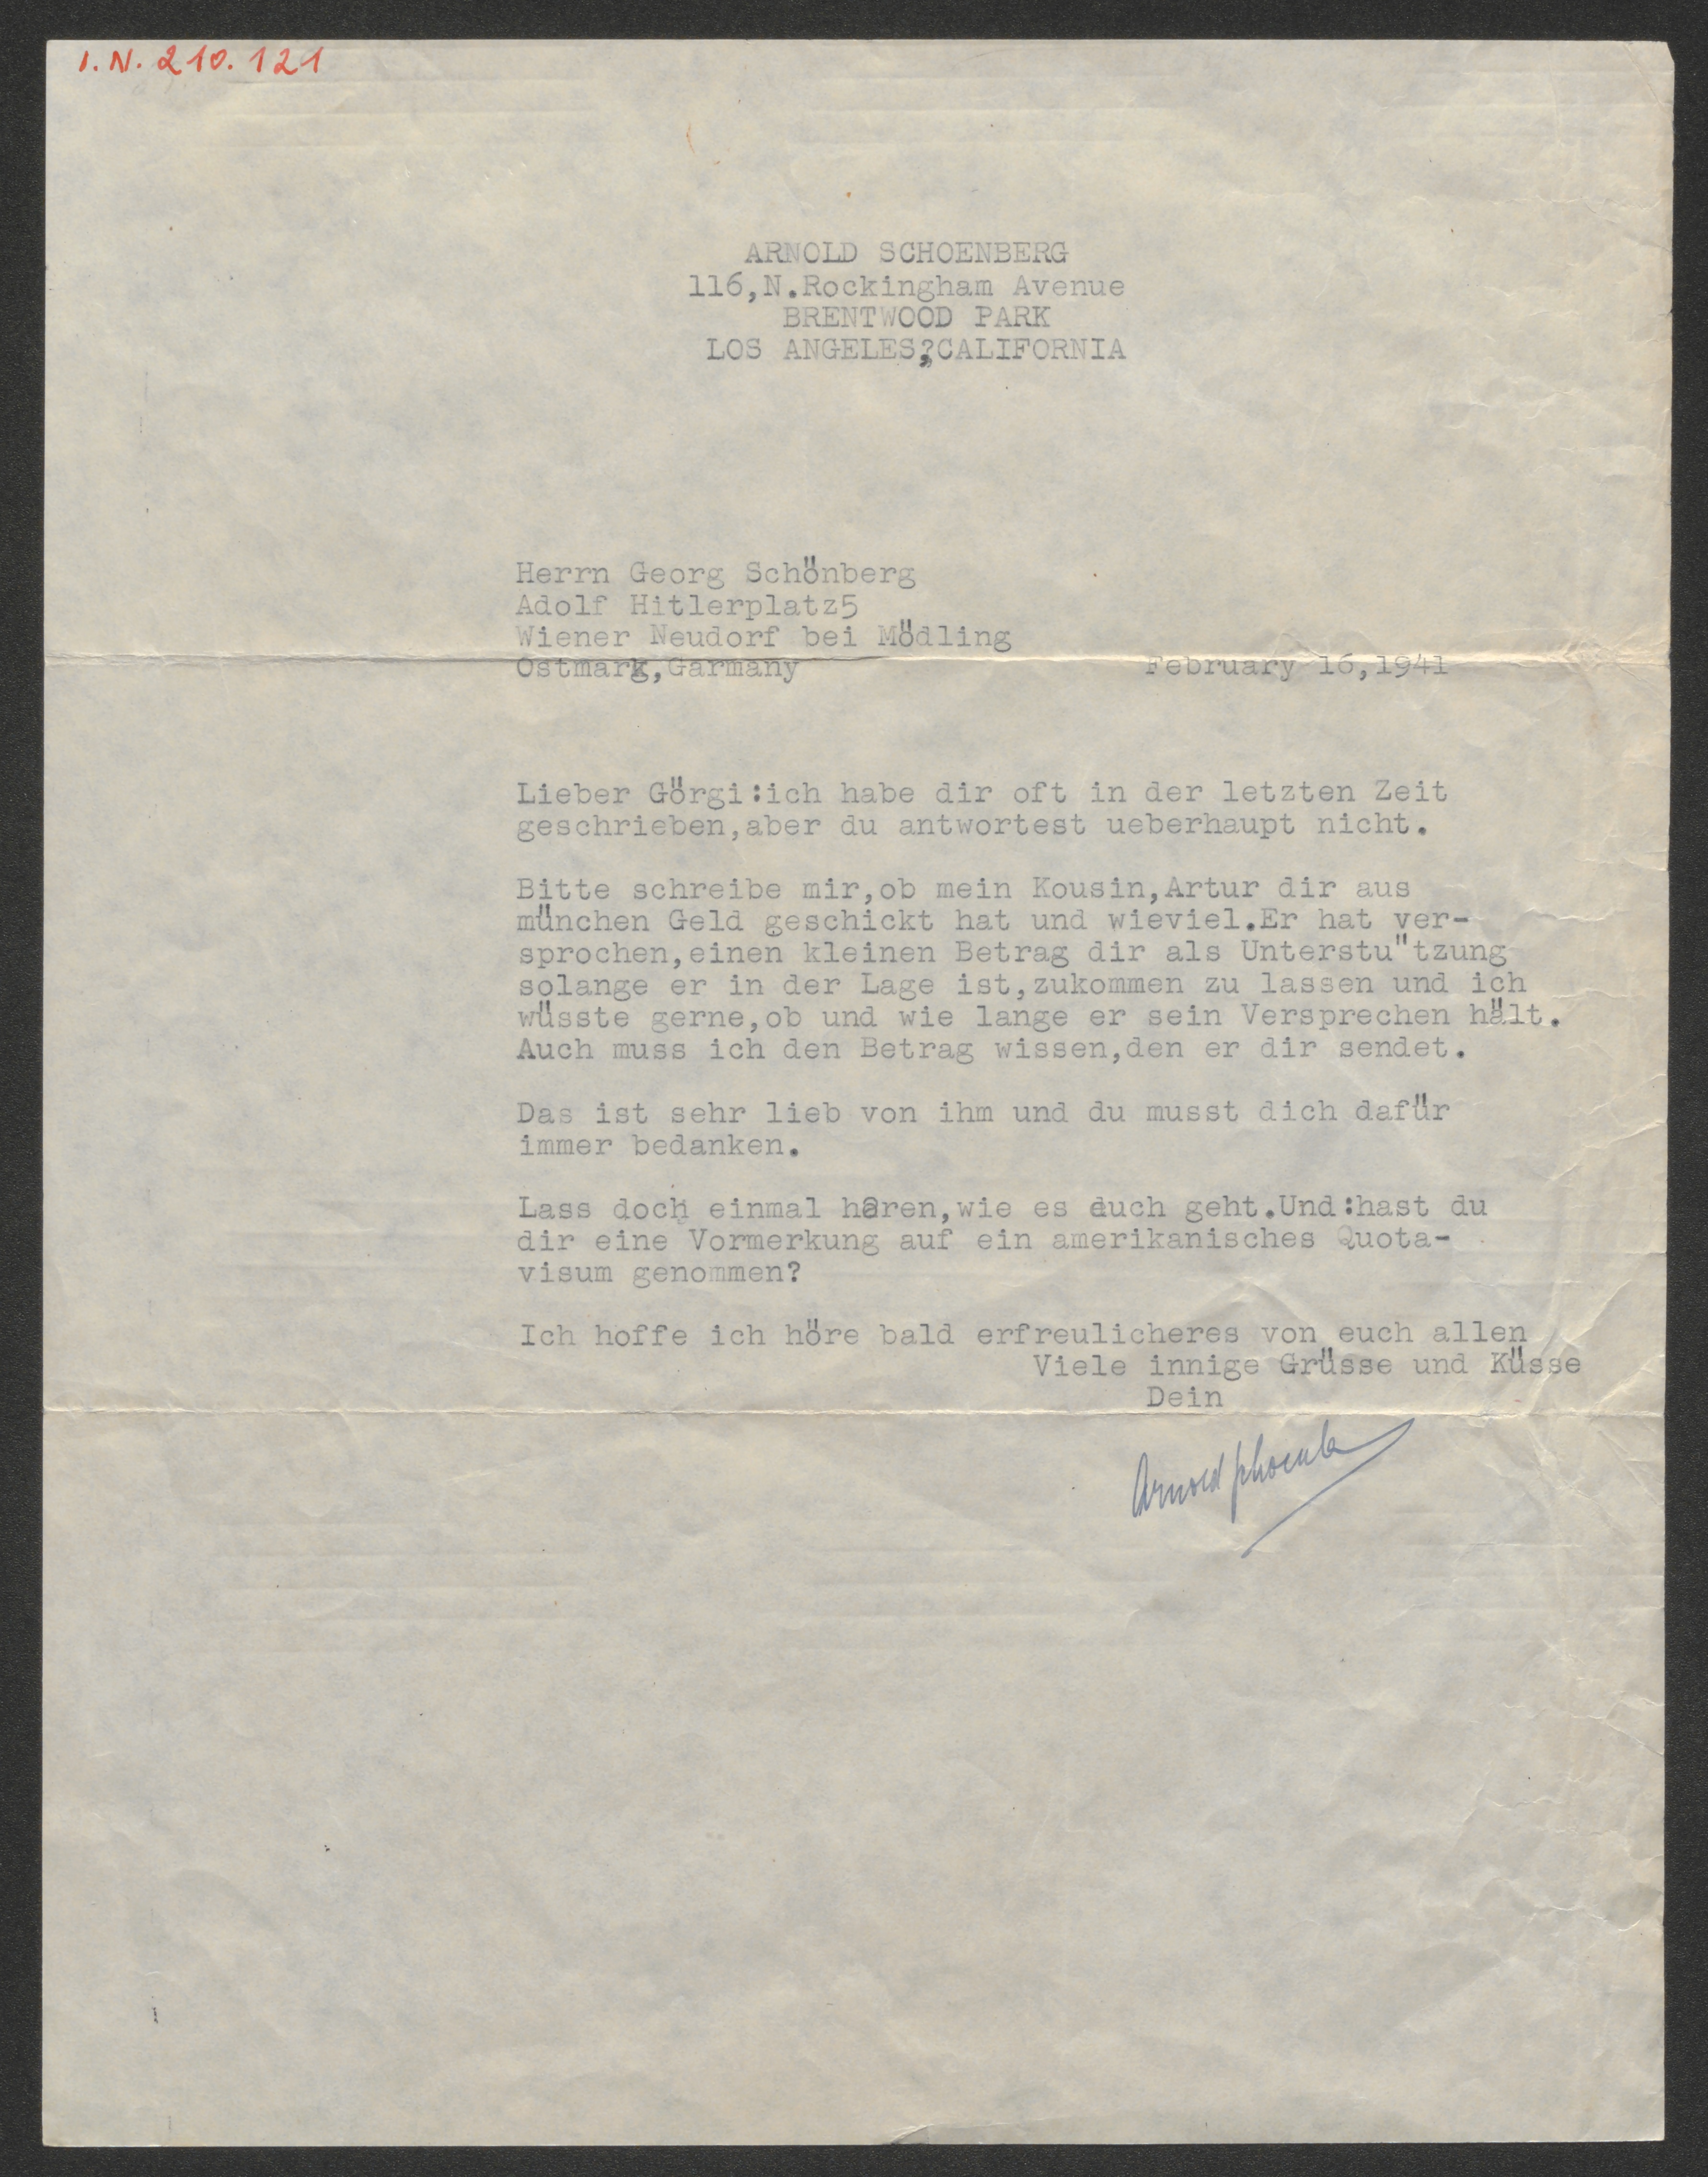 I.N. 210.121
ARNOLD SCHOENBERG
116,N.Rockingham Avenue
BRENTWOOD PARK
LOS ANGELES,CALIFORNIA
Herrn Georg Schönberg
Adolf Hitlerplatz5
Wiener Neudorf bei Mödling
Ostmark,Garmany
February 16,1941
Lieber Görgi:ich habe dir oft in der letzten Zeit
geschrieben,aber du antwortest ueberhaupt nicht.
Bitte schreibe mir,ob mein Kousin,Artur dir aus
münchen Geld geschickt hat und wieviel.Er hat ver-
sprochen,einen kleinen Betrag dir als Unterstu"tzung
solange er in der Lage ist,zukommen zu lassen und ich
wüsste gerne,ob und wie lange er sein Versprechen hält.
Auch muss ich den Betrag wissen,den er dir sendet.
Das ist sehr lieb von ihm und du musst dich dafür
immer bedanken.
Lass doch einmal hören,wie es euch geht.Und:hast du
dir eine Vormerkung auf ein amerikanisches Quota-
visum genommen?
Ich hoffe ich höre bald erfreulicheres von euch allen
Viele innige Grüsse und Küsse
Dein
Arnold Schoenberg